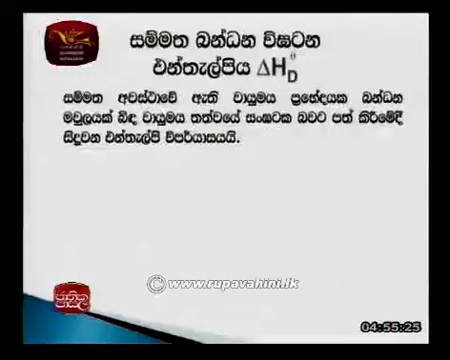 සම්මත බන්ධන විඝටන
එන්තැල්පිය ΔH°D
සම්මත අවස්ථාවේ ඇති වායුමය ප්‍රභේදයක බන්ධන
මවුලයක් බිඳ වායුමය තත්වයේ සංඝටක බවට පත් කිරීමේදී
සිදුවන එන්තැල්පි විපර්යාසයයි.
© www.rupavahini.lk
ජාතික
පාසල
04:55:25